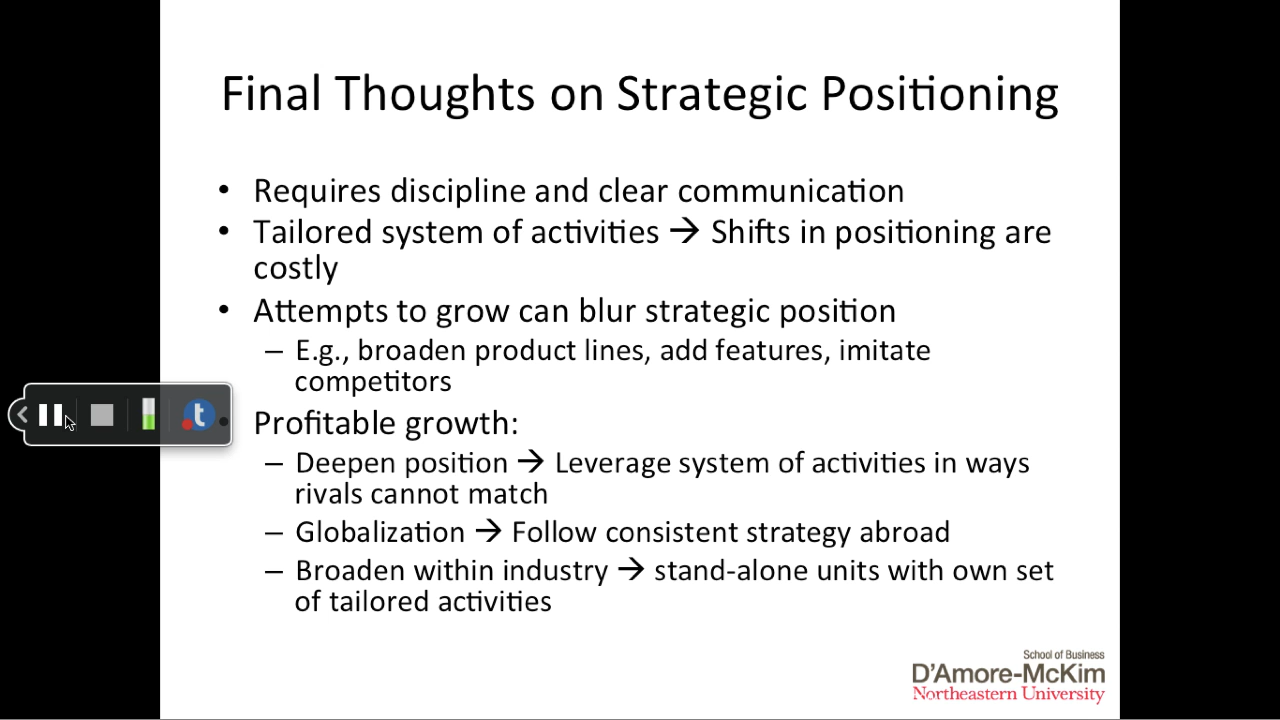 Final Thoughts on Strategic Positioning
• Requires discipline and clear communication
• Tailored system of activities → Shifts in positioning are
costly
• Attempts to grow can blur strategic position
– E.g., broaden product lines, add features, imitate
competitors
• Profitable growth:
– Deepen position → Leverage system of activities in ways
rivals cannot match
– Globalization → Follow consistent strategy abroad
– Broaden within industry → stand-alone units with own set
of tailored activities
t
School of Business
D'Amore-McKim
Northeastern University